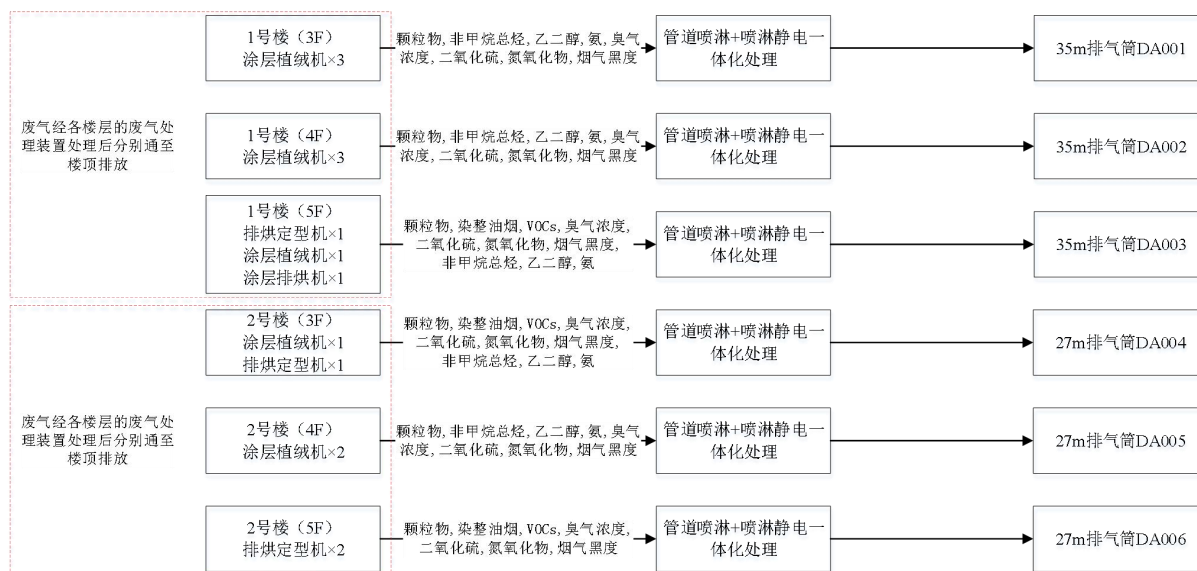 1号楼（3F）
涂层植绒机×3
颗粒物,非甲烷总烃,乙二醇,氨,臭气
浓度,二氧化硫,氮氧化物,烟气黑度
管道喷淋+喷淋静电一
体化处理
35m排气筒DA001
废气经各楼层的废气处
理装置处理后分别通至
楼项排放
1号楼（4F）
涂层植绒机×3
颗粒物,非甲烷总烃,乙二醇,氨,臭气
浓度,二氧化硫,氮氧化物,烟气黑度
管道喷淋+喷淋静电一
体化处理
35m排气筒DA002
1号楼（5F）
排烘定型机×1
涂层植绒机×1
涂层排烘机×1
颗粒物,染整油烟,VOCs,臭气浓度,
二氧化硫,氮氧化物,烟气黑度,
非甲烷总烃,乙二醇,氨
管道喷淋+喷淋静电一
体化处理
35m排气筒DA003
2号楼（3F）
涂层植绒机×1
排烘定型机×1
颗粒物,染整油烟,VOCs,臭气浓度,
二氧化硫,氮氧化物,烟气黑度,
非甲烷总烃,乙二醇,氨
管道喷淋+喷淋静电一
体化处理
27m排气筒DA004
废气经各楼层的废气处
理装置处理后分别通至
楼项排放
2号楼（4F）
涂层植绒机×2
颗粒物,非甲烷总烃,乙二醇,氨,臭气
浓度,二氧化硫,氮氧化物,烟气黑度
管道喷淋+喷淋静电一
体化处理
27m排气筒DA005
2号楼（5F）
排烘定型机×2
颗粒物,染整油烟,VOCs,臭气浓度,
二氧化硫,氮氧化物,烟气黑度
管道喷淋+喷淋静电一
体化处理
27m排气筒DA006